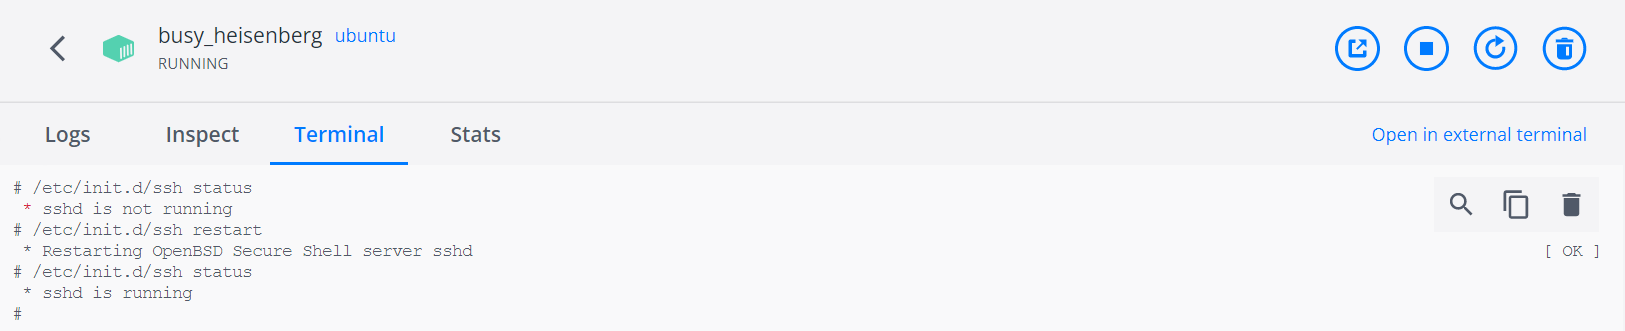 busy_heisenberg ubuntu
RUNNING
Logs Inspect Terminal Stats Open in external terminal
# /etc/init.d/ssh status
 * sshd is not running
# /etc/init.d/ssh restart
 * Restarting OpenBSD Secure Shell server sshd [ OK ]
# /etc/init.d/ssh status
 * sshd is running
#